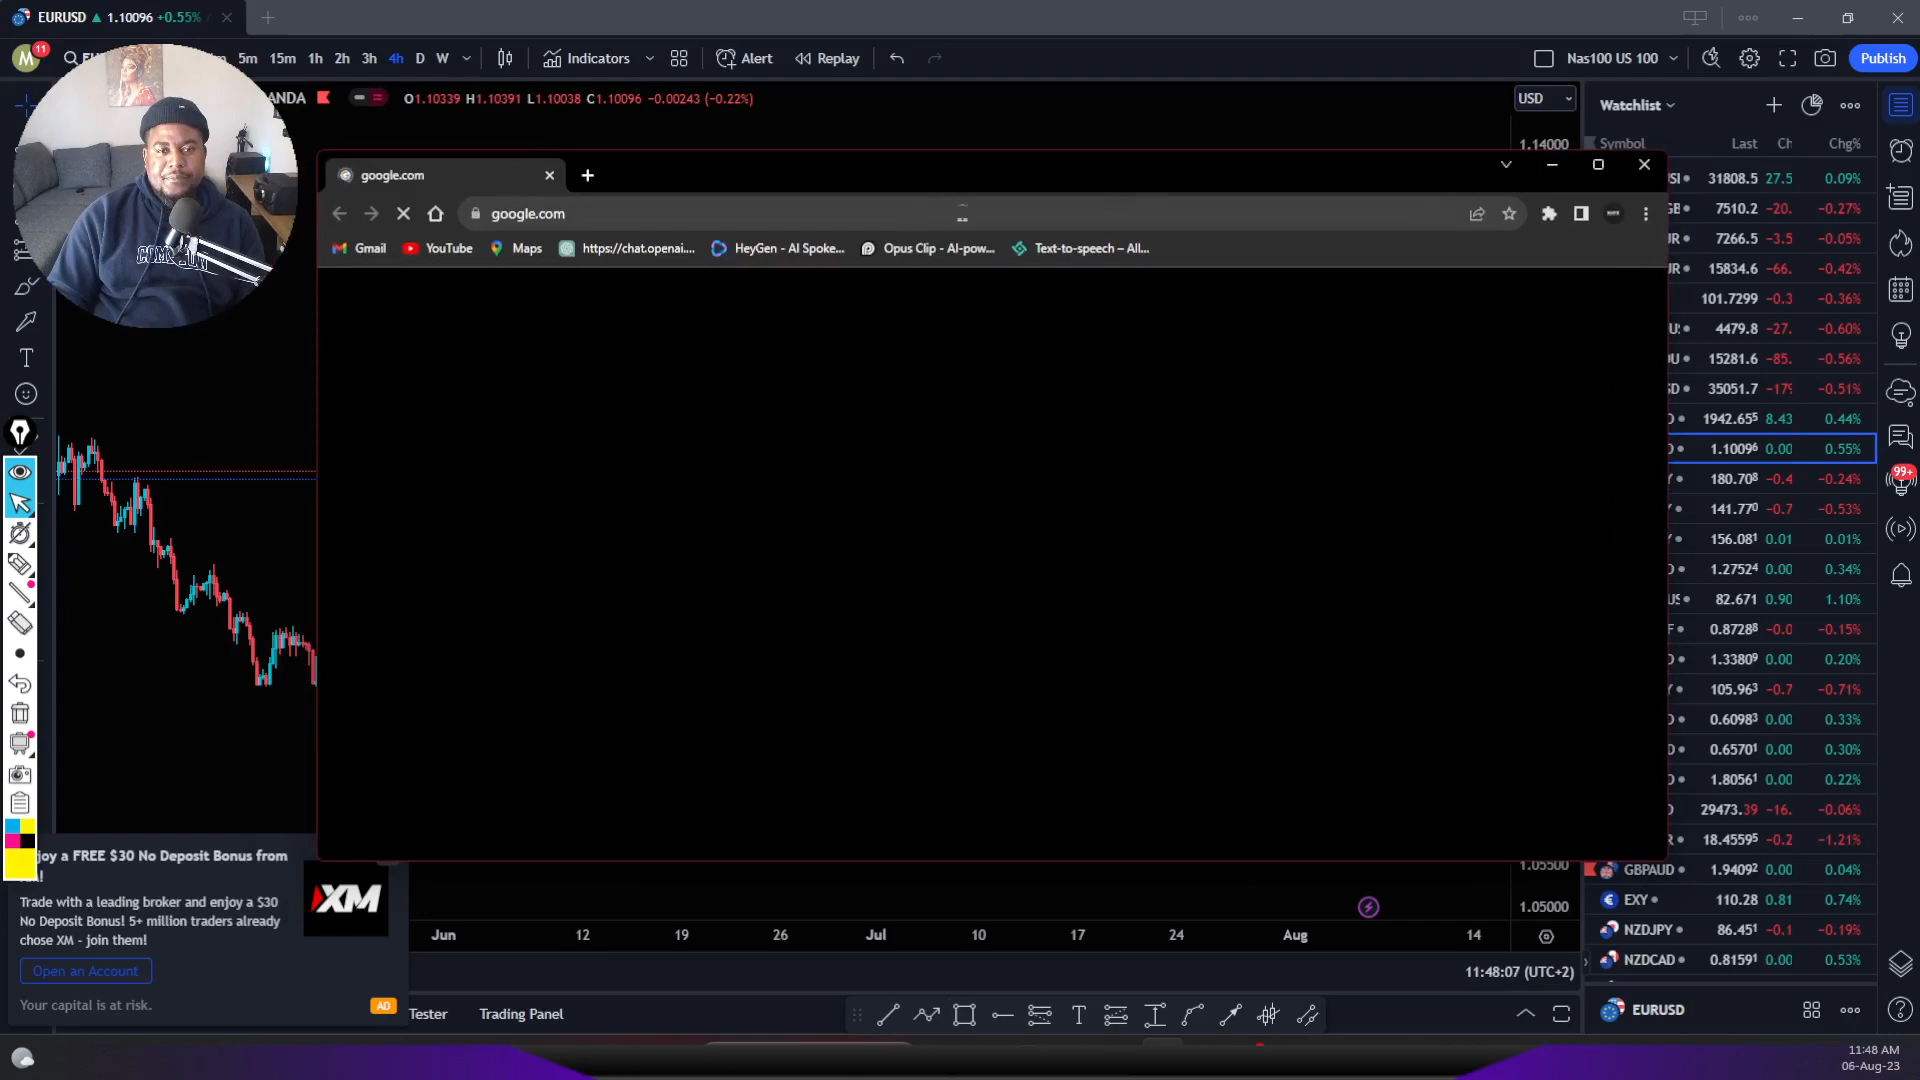 EURUSD ▲ 1.10096 +0.55%
M 11 5m 15m 1h 2h 3h 4h D W Indicators Alert Replay Nas100 US 100 Publish
ANDA O1.10339 H1.10391 L1.10038 C1.10096 −0.00243 (−0.22%)
USD
1.14000
Watchlist
Symbol Last Ch Chg%
31808.5 27.5 0.09%
7510.2 −20. −0.27%
7266.5 −3.5 −0.05%
15834.6 −66. −0.42%
101.7299 −0.3 −0.36%
4479.8 −27. −0.60%
15281.6 −85. −0.56%
35051.7 −179 −0.51%
1942.655 8.43 0.44%
1.10096 0.00 0.55%
180.708 −0.4 −0.24%
141.770 −0.7 −0.53%
156.081 0.01 0.01%
1.27524 0.00 0.34%
82.671 0.90 1.10%
0.87288 −0.0 −0.15%
1.33809 0.00 0.20%
105.963 −0.7 −0.71%
0.60983 0.00 0.33%
0.65701 0.00 0.30%
1.80561 0.00 0.22%
29473.39 −16. −0.06%
18.45595 −0.2 −1.21%
GBPAUD 1.94092 0.00 0.04%
EXY 110.28 0.81 0.74%
NZDJPY 86.451 −0.1 −0.19%
NZDCAD 0.81591 0.00 0.53%
EURUSD
99+
google.com
google.com
Gmail YouTube Maps https://chat.openai.... HeyGen - AI Spoke... Opus Clip - AI-pow... Text-to-speech – All...
joy a FREE $30 No Deposit Bonus from
Trade with a leading broker and enjoy a $30
No Deposit Bonus! 5+ million traders already
chose XM - join them!
XM
Open an Account
Your capital is at risk.
AD
1.05500
1.05000
Jun 12 19 26 Jul 10 17 24 Aug 14
11:48:07 (UTC+2)
Tester Trading Panel
11:48 AM
06-Aug-23